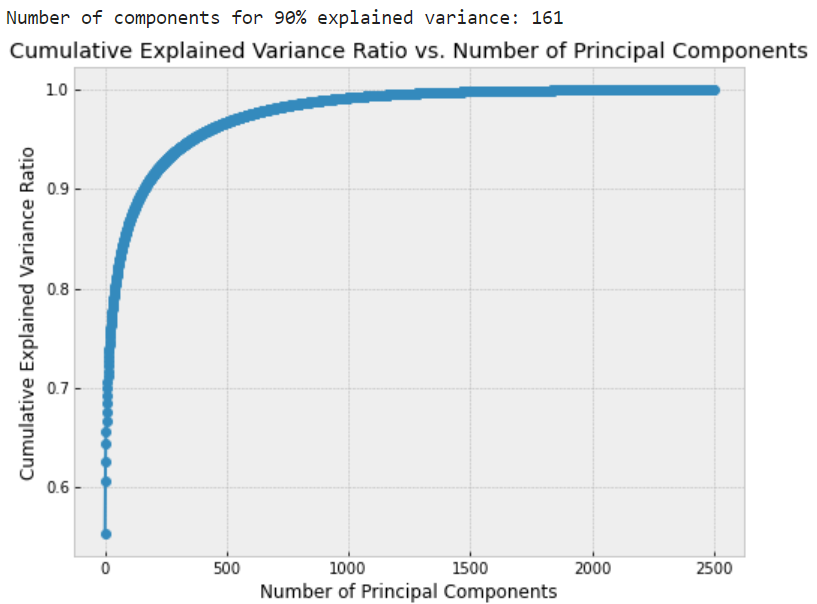 Number of components for 90% explained variance: 161
Cumulative Explained Variance Ratio vs. Number of Principal Components
1.0
0.9
0.8
0.7
0.6
Cumulative Explained Variance Ratio
0 500 1000 1500 2000 2500
Number of Principal Components